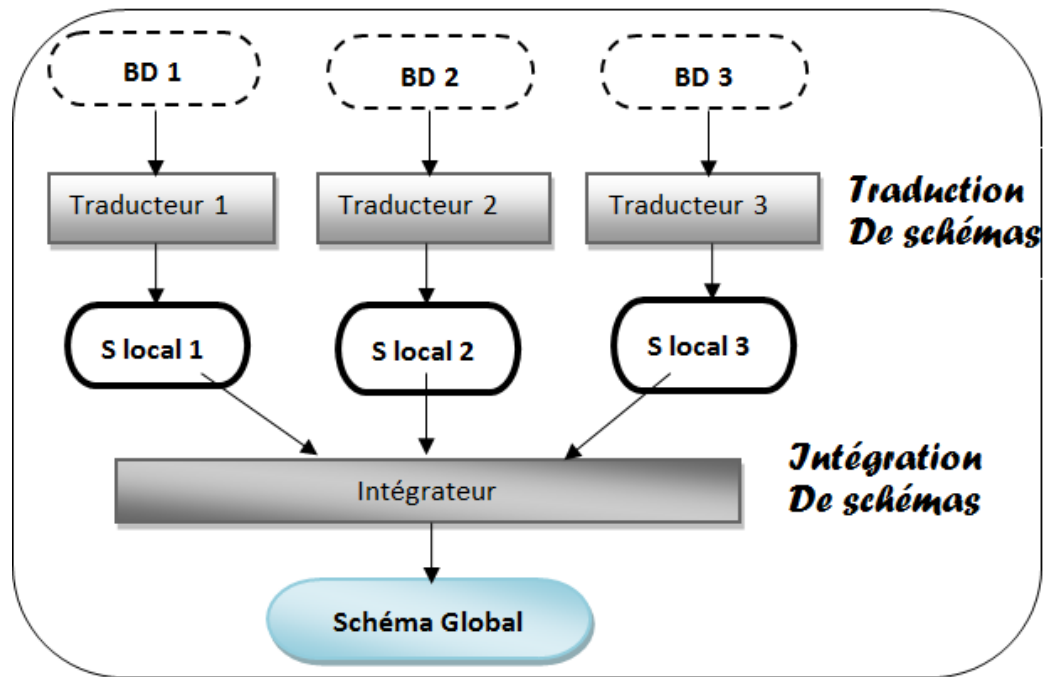 BD 1
BD 2
BD 3
Traducteur 1
Traducteur 2
Traducteur 3
Traduction
De schémas
S local 1
S local 2
S local 3
Intégration
De schémas
Intégrateur
Schéma Global